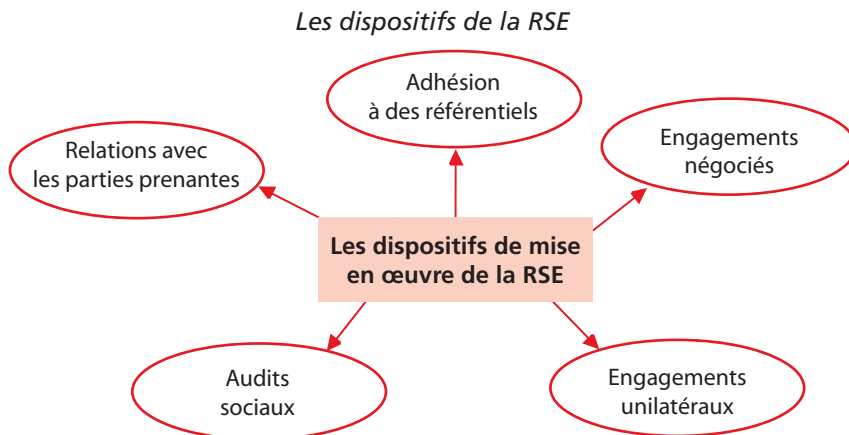 Les dispositifs de la RSE
Adhésion
à des référentiels
Relations avec
les parties prenantes
Engagements
négociés
Les dispositifs de mise
en œuvre de la RSE
Audits
sociaux
Engagements
unilatéraux